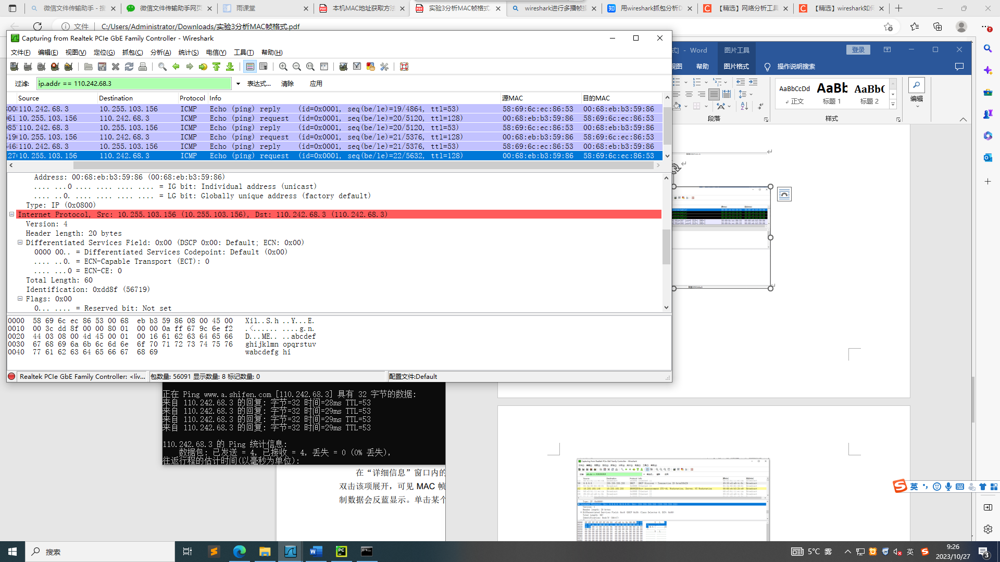 微信文件传输助手 - 搜
微信文件传输助手网页
雨课堂
本机MAC地址获取方法
实验3分析MAC帧格式
wireshark进行多播帧
用wireshark抓包分析D
【精选】网络分析工具
【精选】wireshark如
文件
C:/Users/Administrator/Downloads/实验3分析MAC帧格式.pdf
Capturing from Realtek PCIe GbE Family Controller - Wireshark
文件(F) 编辑(E) 视图(V) 定位(G) 抓包(C) 分析(A) 统计(S) 电信(Y) 工具(T) 帮助(H)
过滤: ip.addr == 110.242.68.3 表达式... 清除 应用
Source Destination Protocol Info 源MAC 目的MAC
110.242.68.3 10.255.103.156 ICMP Echo (ping) reply (id=0x0001, seq(be/le)=19/4864, ttl=53) 58:69:6c:ec:86:53 00:68:eb:b3:59:86
10.255.103.156 110.242.68.3 ICMP Echo (ping) request (id=0x0001, seq(be/le)=20/5120, ttl=128) 00:68:eb:b3:59:86 58:69:6c:ec:86:53
110.242.68.3 10.255.103.156 ICMP Echo (ping) reply (id=0x0001, seq(be/le)=20/5120, ttl=53) 58:69:6c:ec:86:53 00:68:eb:b3:59:86
10.255.103.156 110.242.68.3 ICMP Echo (ping) request (id=0x0001, seq(be/le)=21/5376, ttl=128) 00:68:eb:b3:59:86 58:69:6c:ec:86:53
110.242.68.3 10.255.103.156 ICMP Echo (ping) reply (id=0x0001, seq(be/le)=21/5376, ttl=53) 58:69:6c:ec:86:53 00:68:eb:b3:59:86
10.255.103.156 110.242.68.3 ICMP Echo (ping) request (id=0x0001, seq(be/le)=22/5632, ttl=128) 00:68:eb:b3:59:86 58:69:6c:ec:86:53
Address: 00:68:eb:b3:59:86 (00:68:eb:b3:59:86)
.... ...0 .... .... .... .... = IG bit: Individual address (unicast)
.... ..0. .... .... .... .... = LG bit: Globally unique address (factory default)
Type: IP (0x0800)
Internet Protocol, Src: 10.255.103.156 (10.255.103.156), Dst: 110.242.68.3 (110.242.68.3)
Version: 4
Header length: 20 bytes
Differentiated Services Field: 0x00 (DSCP 0x00: Default; ECN: 0x00)
0000 00.. = Differentiated Services Codepoint: Default (0x00)
.... ..0. = ECN-Capable Transport (ECT): 0
.... ...0 = ECN-CE: 0
Total Length: 60
Identification: 0xdd8f (56719)
Flags: 0x00
0... .... = Reserved bit: Not set
0000 58 69 6c ec 86 53 00 68 eb b3 59 86 08 00 45 00 Xil..S.h ..Y...E.
0010 00 3c dd 8f 00 00 80 01 00 00 0a ff 67 9c 6e f2 .<...... ....g.n.
0020 44 03 08 00 4d 45 00 01 00 16 61 62 63 64 65 66 D...ME.. ..abcdef
0030 67 68 69 6a 6b 6c 6d 6e 6f 70 71 72 73 74 75 76 ghijklmn opqrstuv
0040 77 61 62 63 64 65 66 67 68 69 wabcdefg hi
Realtek PCIe GbE Family Controller: <liv... 包数量: 56091 显示数量: 8 标记数量: 0 配置文件:Default
- Word 图片工具 登录
视图 帮助 图片格式 操作说明搜索
AaBbCcDd AaBb AaBbC
正文 标题 1 标题 2
编辑
段落 样式
正在 Ping www.a.shifen.com [110.242.68.3] 具有 32 字节的数据:
来自 110.242.68.3 的回复: 字节=32 时间=28ms TTL=53
来自 110.242.68.3 的回复: 字节=32 时间=29ms TTL=53
来自 110.242.68.3 的回复: 字节=32 时间=29ms TTL=53
来自 110.242.68.3 的回复: 字节=32 时间=29ms TTL=53
110.242.68.3 的 Ping 统计信息:
数据包: 已发送 = 4, 已接收 = 4, 丢失 = 0 (0% 丢失),
往返行程的估计时间(以毫秒为单位):
在“详细信息”窗口内的
双击该项展开，可见 MAC 帧
制数据会反蓝显示。单击某个
Capturing from Realtek PCIe GbE Family Controller - Wireshark
英
搜索
5°C 雾
英
9:26
2023/10/27
3